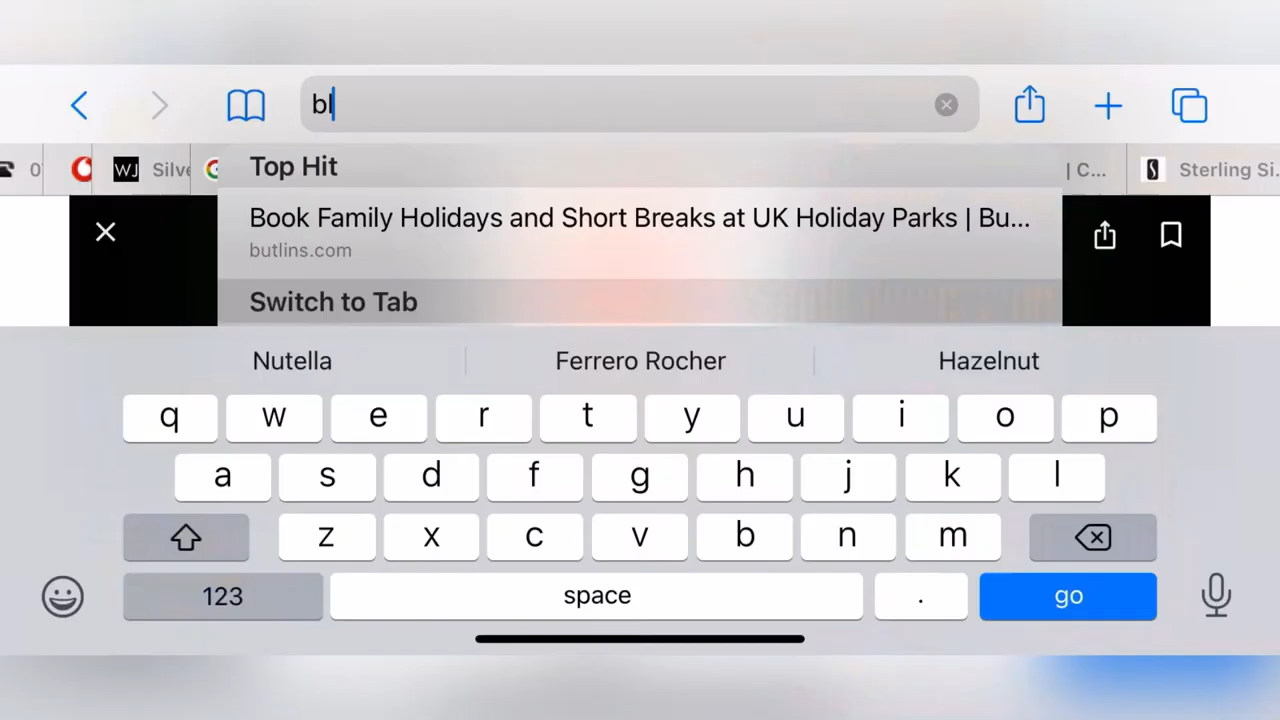 bl
0 WJ Silve | C... Sterling Si...
Top Hit
Book Family Holidays and Short Breaks at UK Holiday Parks | Bu...
butlins.com
Switch to Tab
Nutella Ferrero Rocher Hazelnut
q w e r t y u i o p
a s d f g h j k l
z x c v b n m
123 space . go